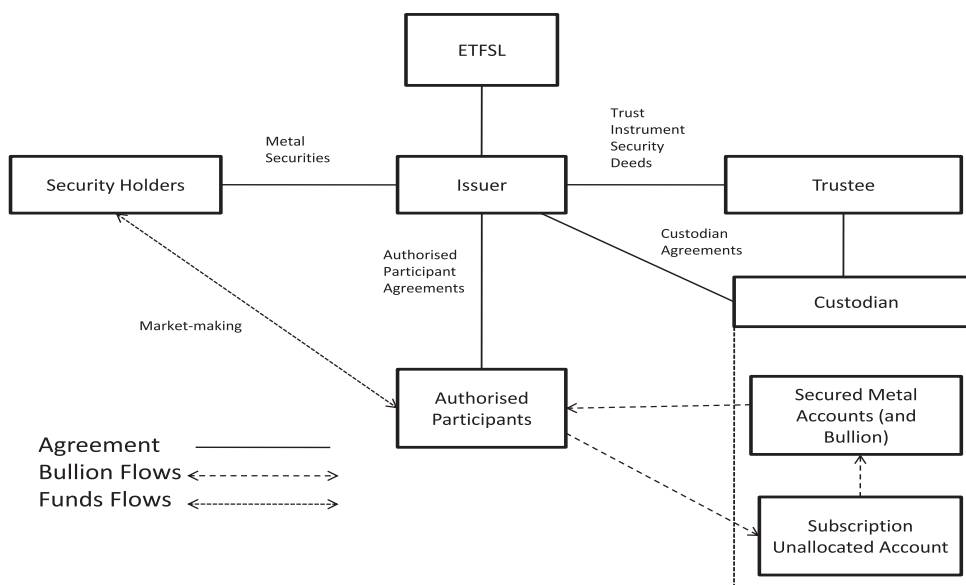 ETFSL
Trust
Instrument
Security
Deeds
Metal
Securities
Security Holders
Issuer
Trustee
Custodian
Agreements
Authorised
Participant
Agreements
Custodian
Market-making
Authorised
Participants
Secured Metal
Accounts (and
Bullion)
Agreement
Bullion Flows
Funds Flows
Subscription
Unallocated Account